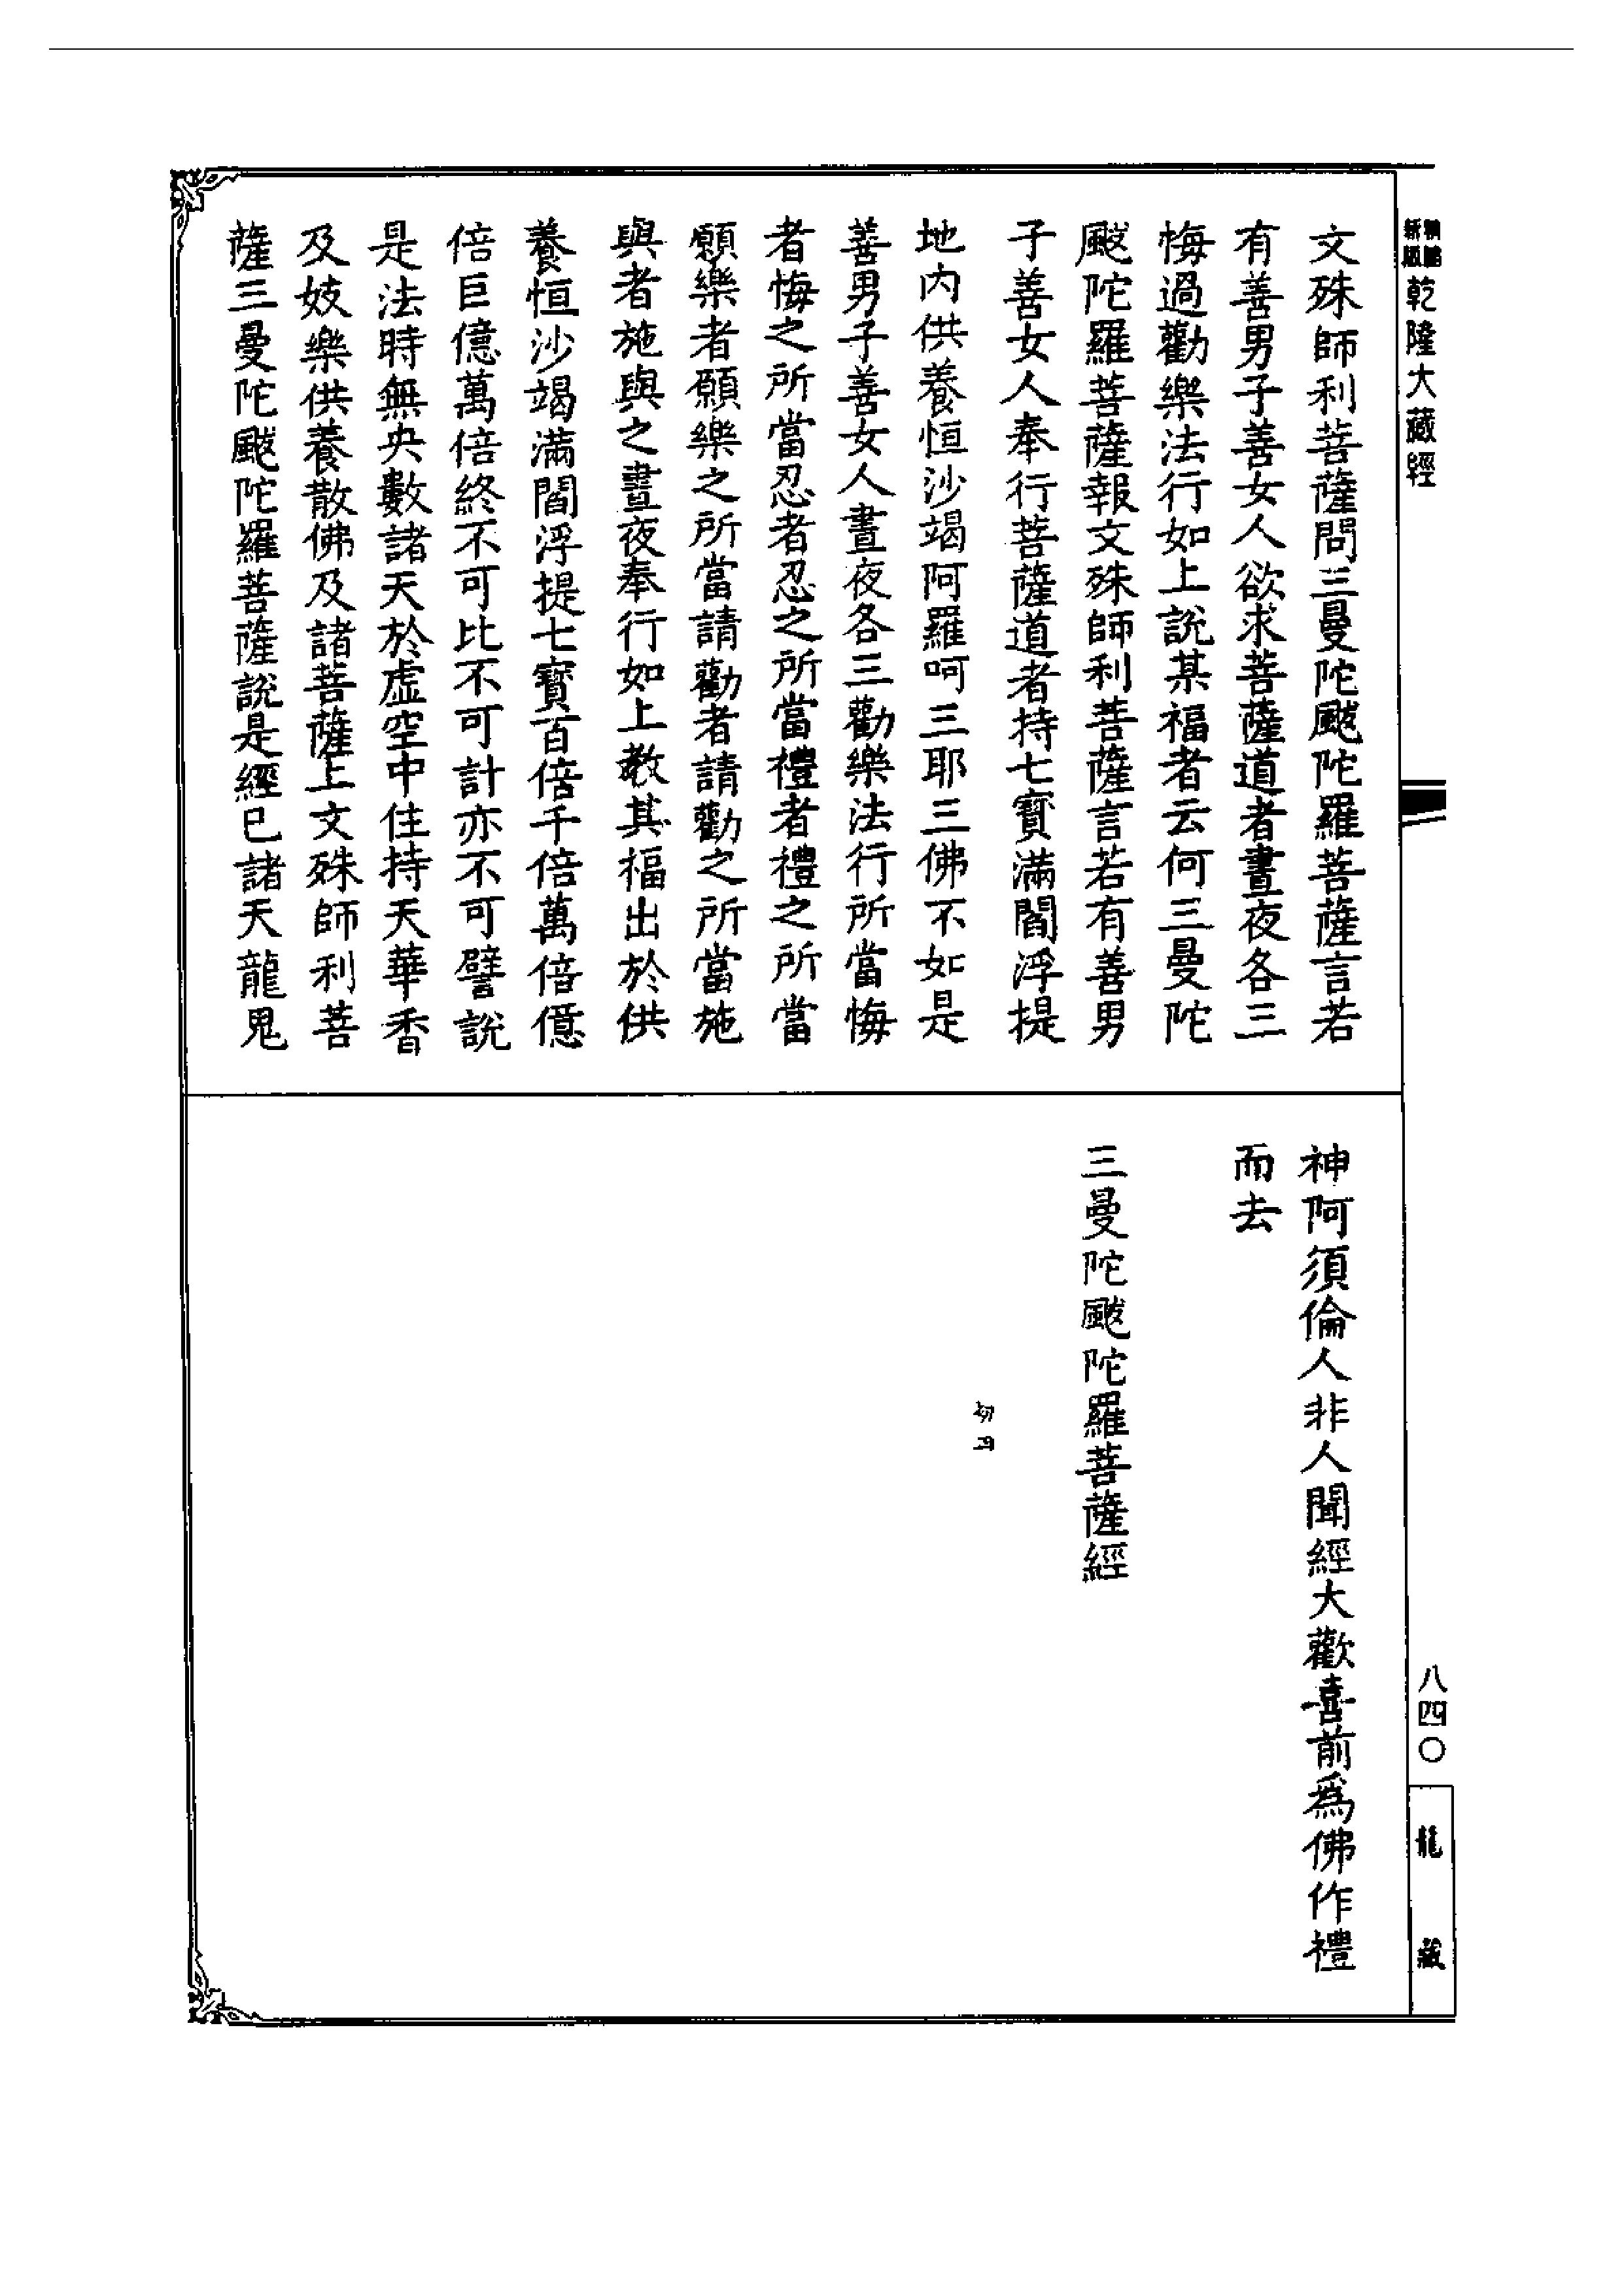 乾隆大藏經
文殊師利菩薩問三曼陀颰陀羅菩薩言若
有善男子善女人欲求菩薩道者晝夜各三
悔過勸樂法行如上說某福者云何三曼陀
颰陀羅菩薩報文殊師利菩薩言若有善男
子善女人奉行菩薩道者持七寶滿閻浮提
地內供養恒沙竭阿羅呵三耶三佛不如是
善男子善女人晝夜各三勸樂法行所當悔
者悔之所當忍者忍之所當禮者禮之所當
願樂者願樂之所當請勸者請勸之所當施
與者施與之晝夜奉行如上教其福出於供
養恒沙竭滿閻浮提七寶百倍千倍萬倍億
倍巨億萬倍終不可比不可計亦不可譬說
是法時無央數諸天於虛空中住持天華香
及妓樂供養散佛及諸菩薩上文殊師利菩
薩三曼陀颰陀羅菩薩說是經已諸天龍鬼
神阿須倫人非人聞經大歡喜前爲佛作禮
而去
三曼陀颰陀羅菩薩經
八四〇
龍藏